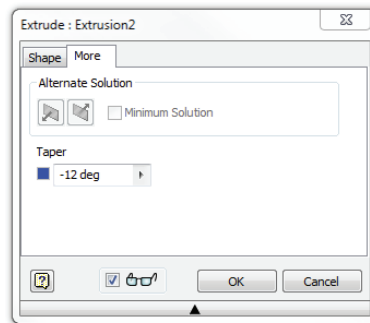 Extrude : Extrusion2
Shape More
Alternate Solution
Minimum Solution
Taper
-12 deg
? OK Cancel